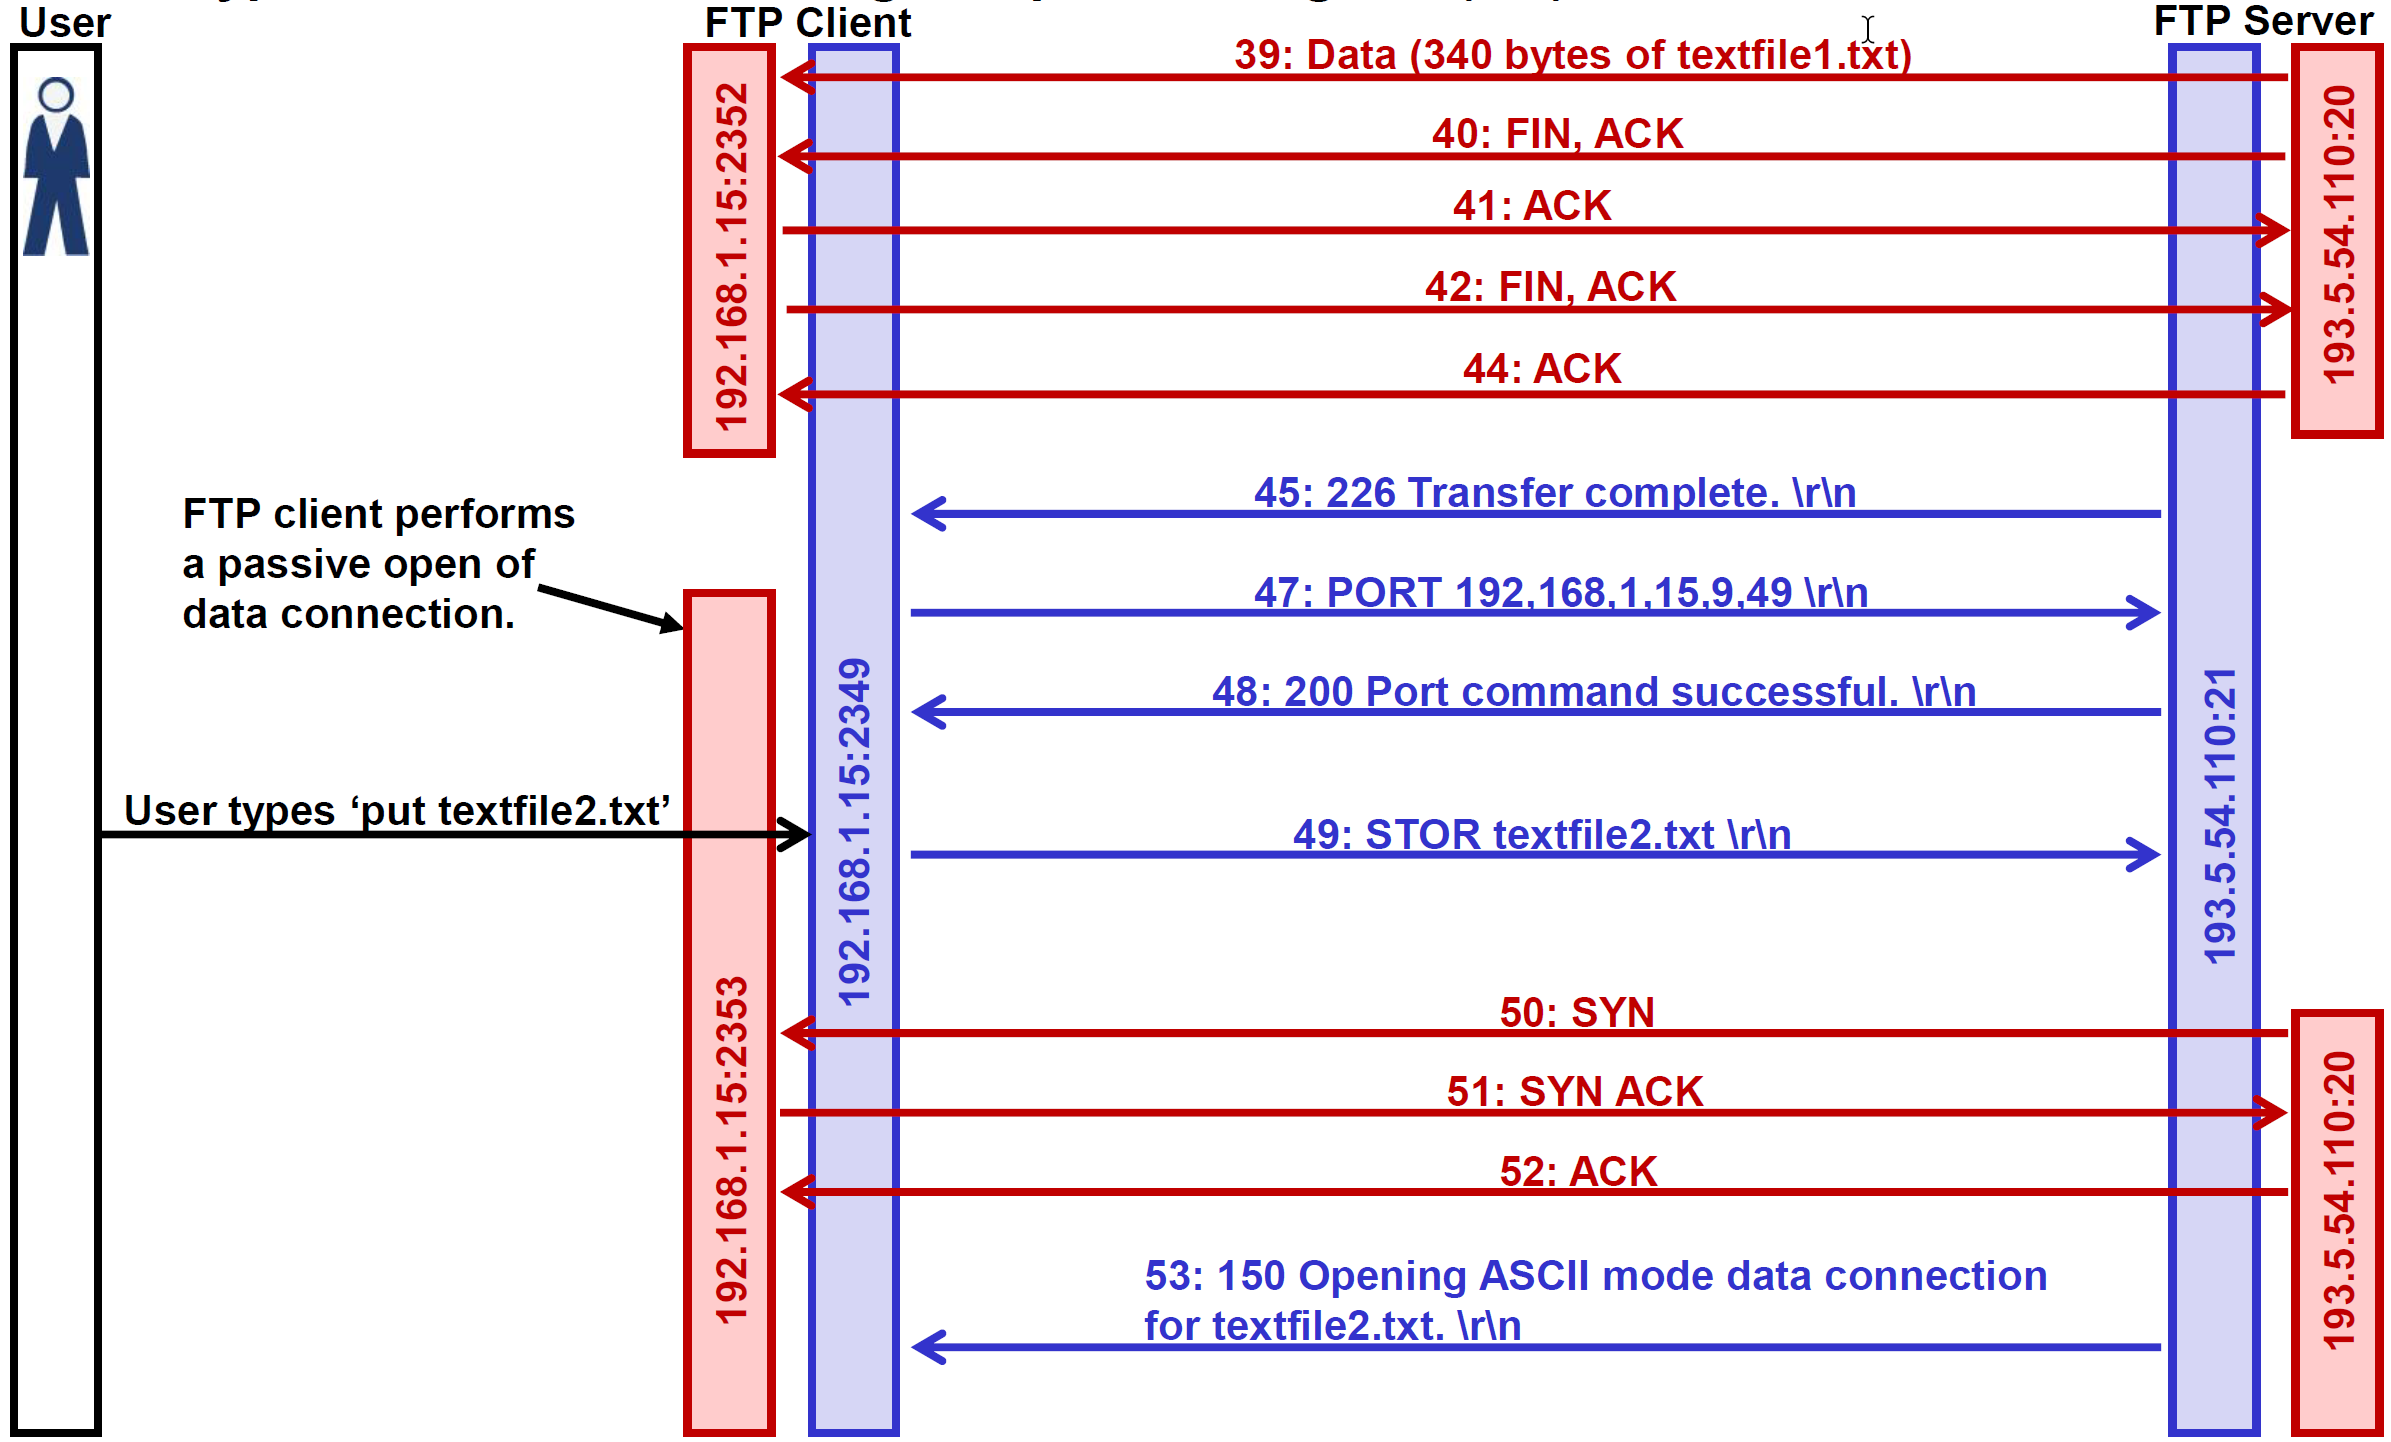 User
FTP Client
FTP Server
39: Data (340 bytes of textfile1.txt)
40: FIN, ACK
41: ACK
42: FIN, ACK
44: ACK
192.168.1.15:2352
193.5.54.110:20
45: 226 Transfer complete. \r\n
FTP client performs
a passive open of
data connection.
47: PORT 192,168,1,15,9,49 \r\n
48: 200 Port command successful. \r\n
192.168.1.15:2349
193.5.54.110:21
User types ‘put textfile2.txt’
49: STOR textfile2.txt \r\n
50: SYN
51: SYN ACK
52: ACK
192.168.1.15:2353
193.5.54.110:20
53: 150 Opening ASCII mode data connection
for textfile2.txt. \r\n